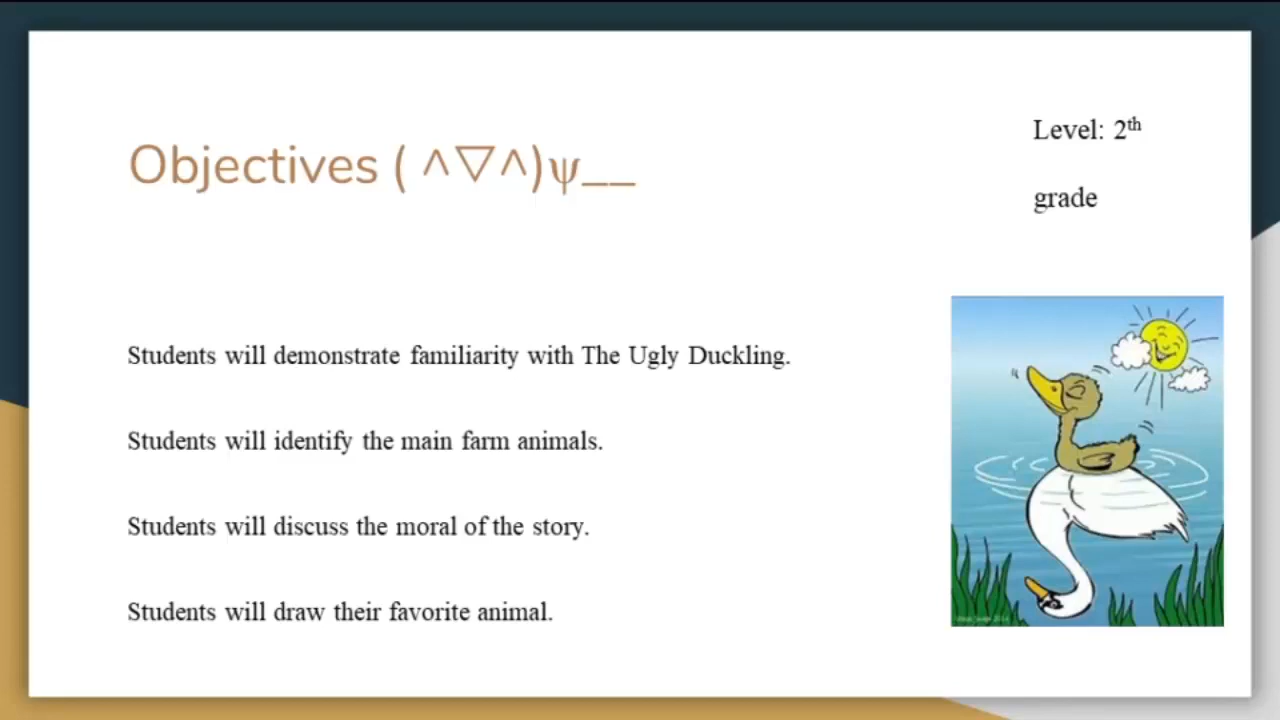 Objectives ( ^▽^)ψ__
Level: 2th
grade
Students will demonstrate familiarity with The Ugly Duckling.
Students will identify the main farm animals.
Students will discuss the moral of the story.
Students will draw their favorite animal.